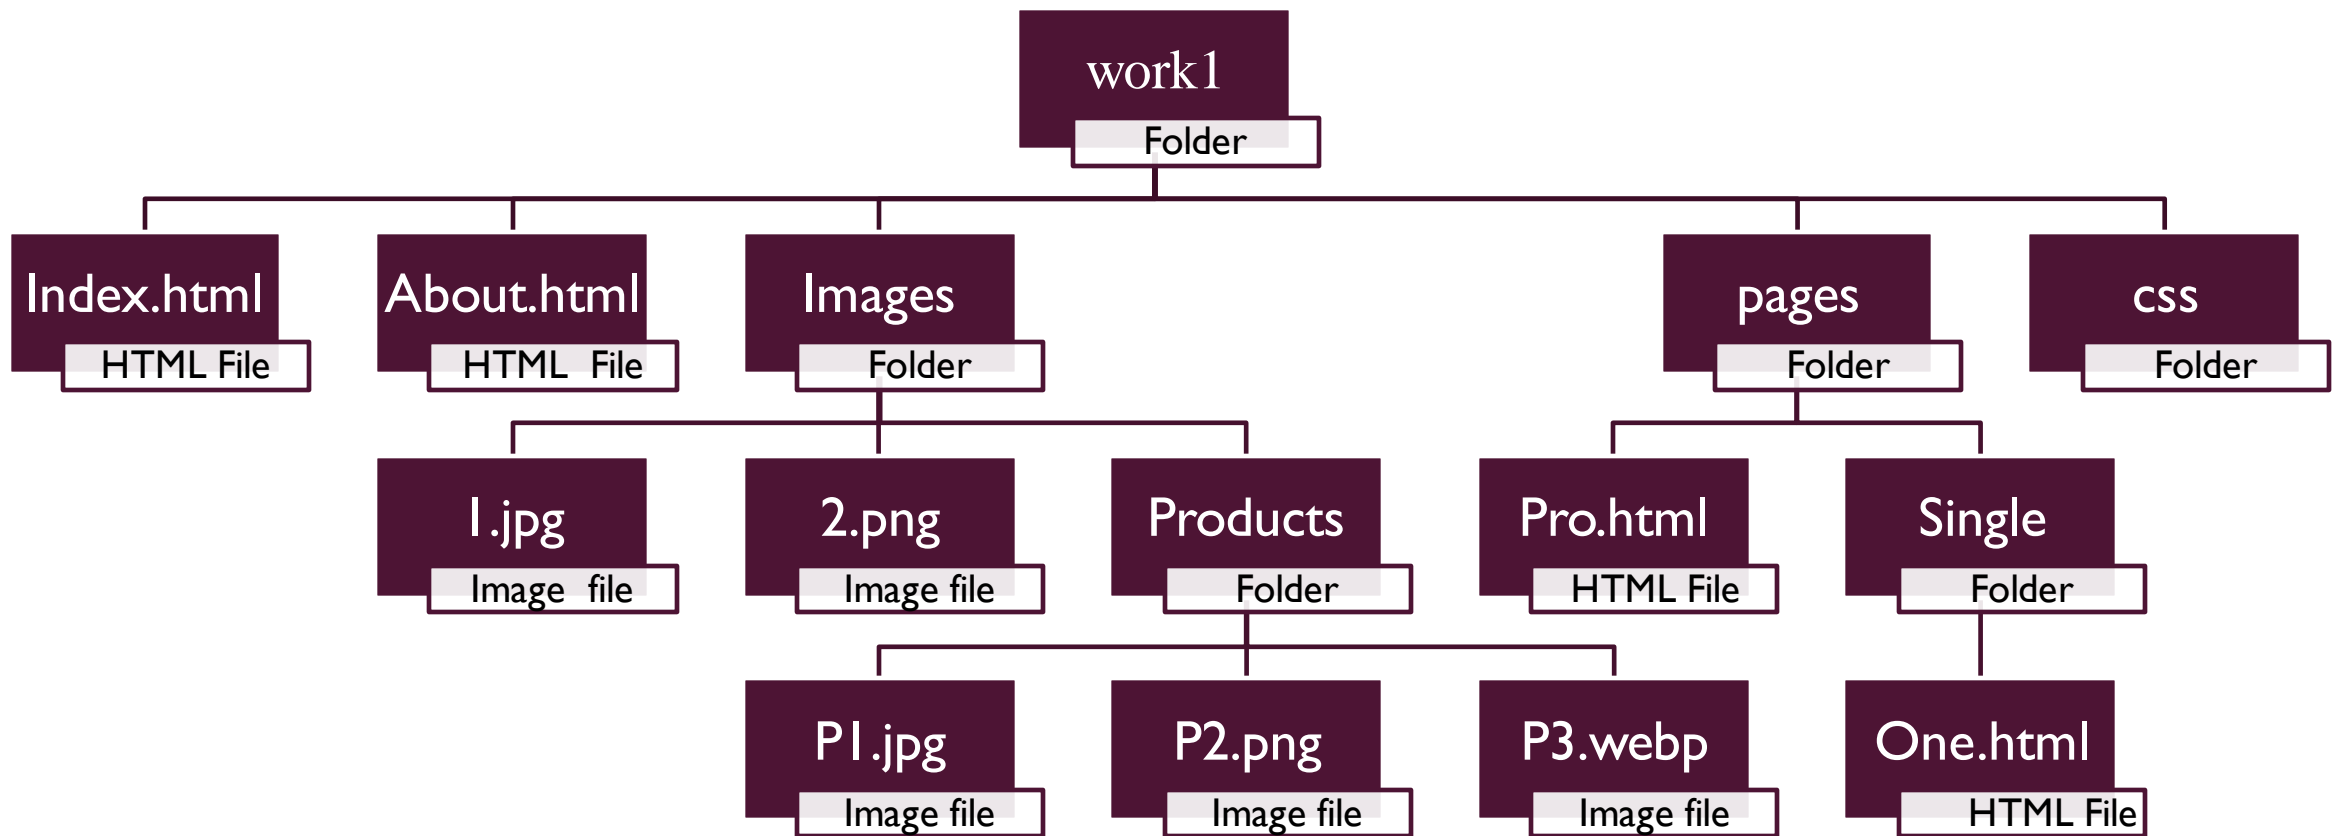 work1
Folder
Index.html
HTML File
About.html
HTML File
Images
Folder
pages
Folder
css
Folder
1.jpg
Image file
2.png
Image file
Products
Folder
Pro.html
HTML File
Single
Folder
P1.jpg
Image file
P2.png
Image file
P3.webp
Image file
One.html
HTML File